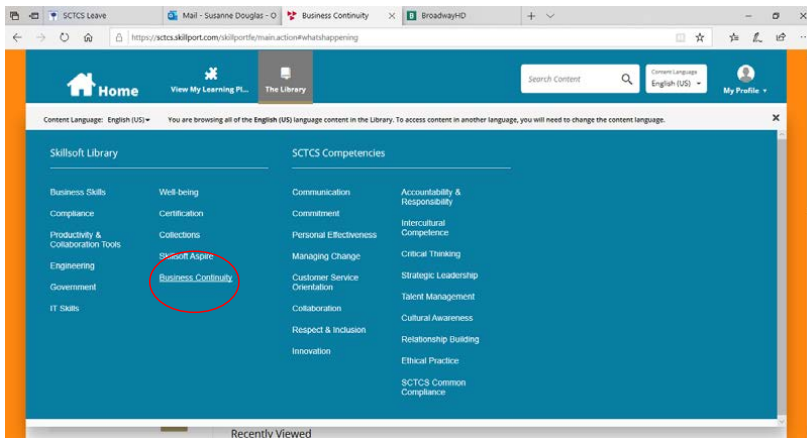 SCTCS Leave
Mail - Susanne Douglas - O
Business Continuity
BroadwayHD
https://sctcs.skillport.com/skillportfe/main.action#whatshappening
Home
View My Learning Pl...
The Library
Search Content
Content Language
English (US)
My Profile
Content Language: English (US)
You are browsing all of the English (US) language content in the Library. To access content in another language, you will need to change the content language.
Skillsoft Library
Business Skills
Compliance
Productivity &
Collaboration Tools
Engineering
Government
IT Skills
Well-being
Certification
Collections
Skillsoft Aspire
Business Continuity
SCTCS Competencies
Communication
Commitment
Personal Effectiveness
Managing Change
Customer Service
Orientation
Collaboration
Respect & Inclusion
Innovation
Accountability &
Responsibility
Intercultural
Competence
Critical Thinking
Strategic Leadership
Talent Management
Cultural Awareness
Relationship Building
Ethical Practice
SCTCS Common
Compliance
Recently Viewed